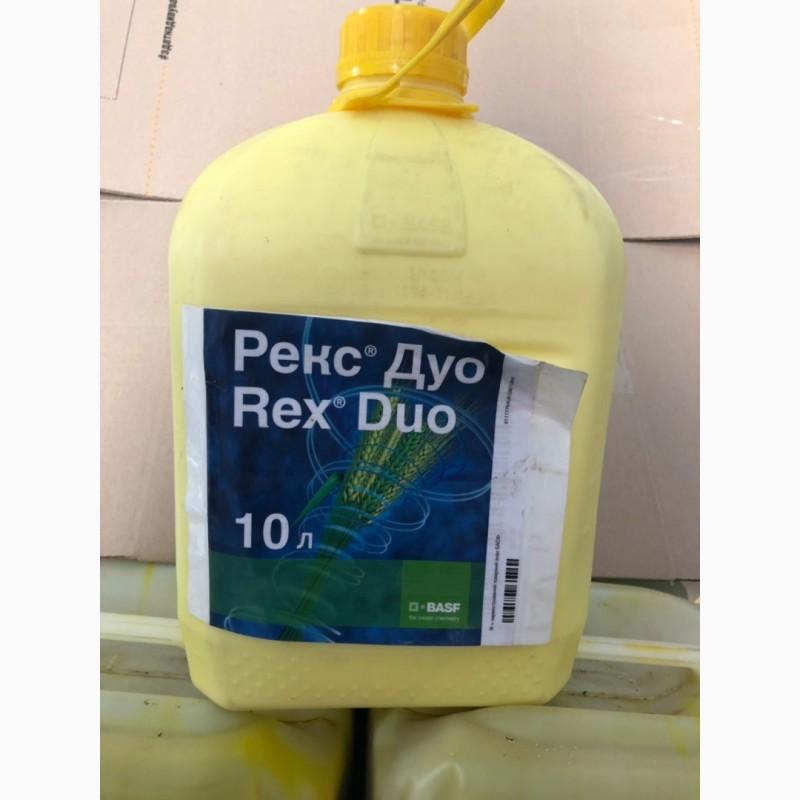 Рекс® Дуо
Rex® Duo
10 л
BASF
We create chemistry